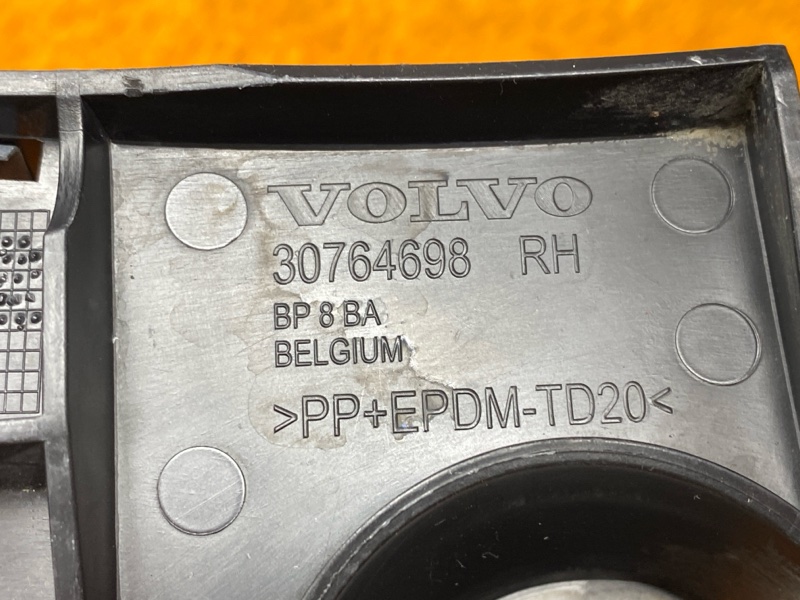 VOLVO
30764698 RH
BP 8 BA
BELGIUM
>PP+EPDM-TD20<